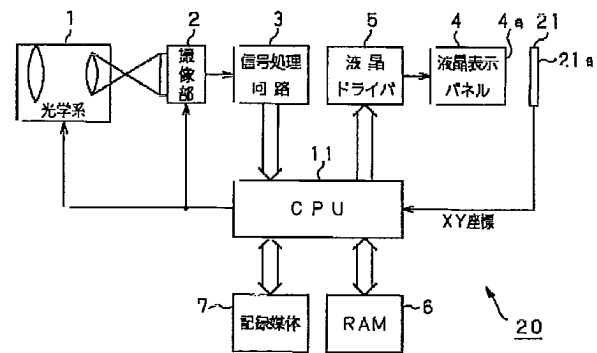 1
2
3
5
4
4a
21
21a
光学系
撮像部
信号処理
回路
液晶
ドライバ
液晶表示
パネル
11
CPU
XY座標
7
記録媒体
RAM
6
20